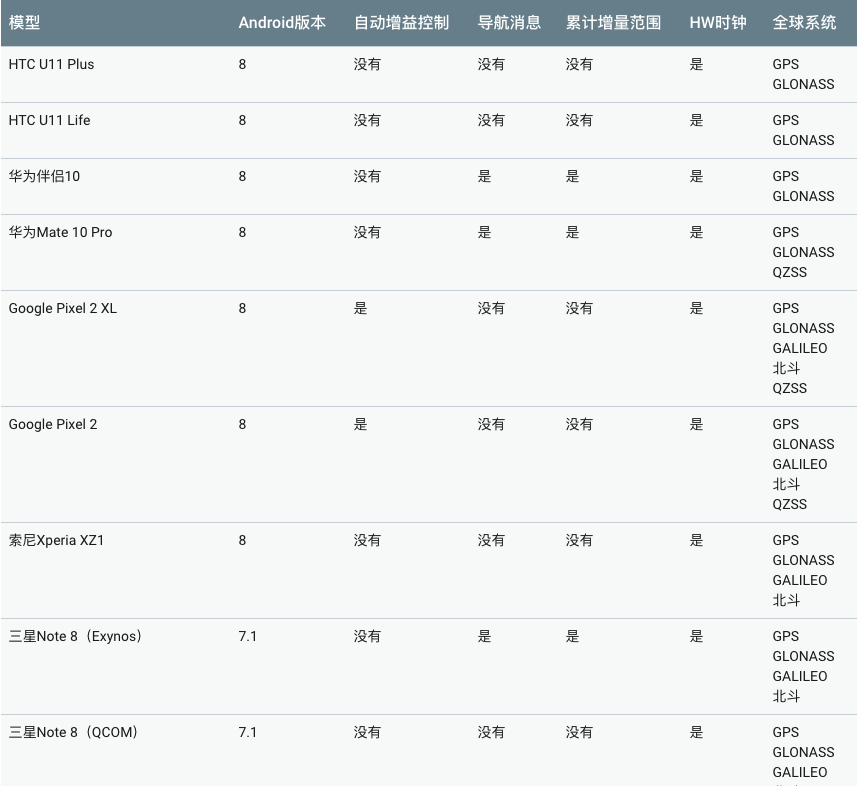 模型 Android版本 自动增益控制 导航消息 累计增量范围 HW时钟 全球系统
HTC U11 Plus 8 没有 没有 没有 是 GPS
GLONASS
HTC U11 Life 8 没有 没有 没有 是 GPS
GLONASS
华为伴侣10 8 没有 是 是 是 GPS
GLONASS
华为Mate 10 Pro 8 没有 是 是 是 GPS
GLONASS
QZSS
Google Pixel 2 XL 8 是 没有 没有 是 GPS
GLONASS
GALILEO
北斗
QZSS
Google Pixel 2 8 是 没有 没有 是 GPS
GLONASS
GALILEO
北斗
QZSS
索尼Xperia XZ1 8 没有 没有 没有 是 GPS
GLONASS
GALILEO
北斗
三星Note 8（Exynos） 7.1 没有 是 是 是 GPS
GLONASS
GALILEO
北斗
三星Note 8（QCOM） 7.1 没有 没有 没有 是 GPS
GLONASS
GALILEO